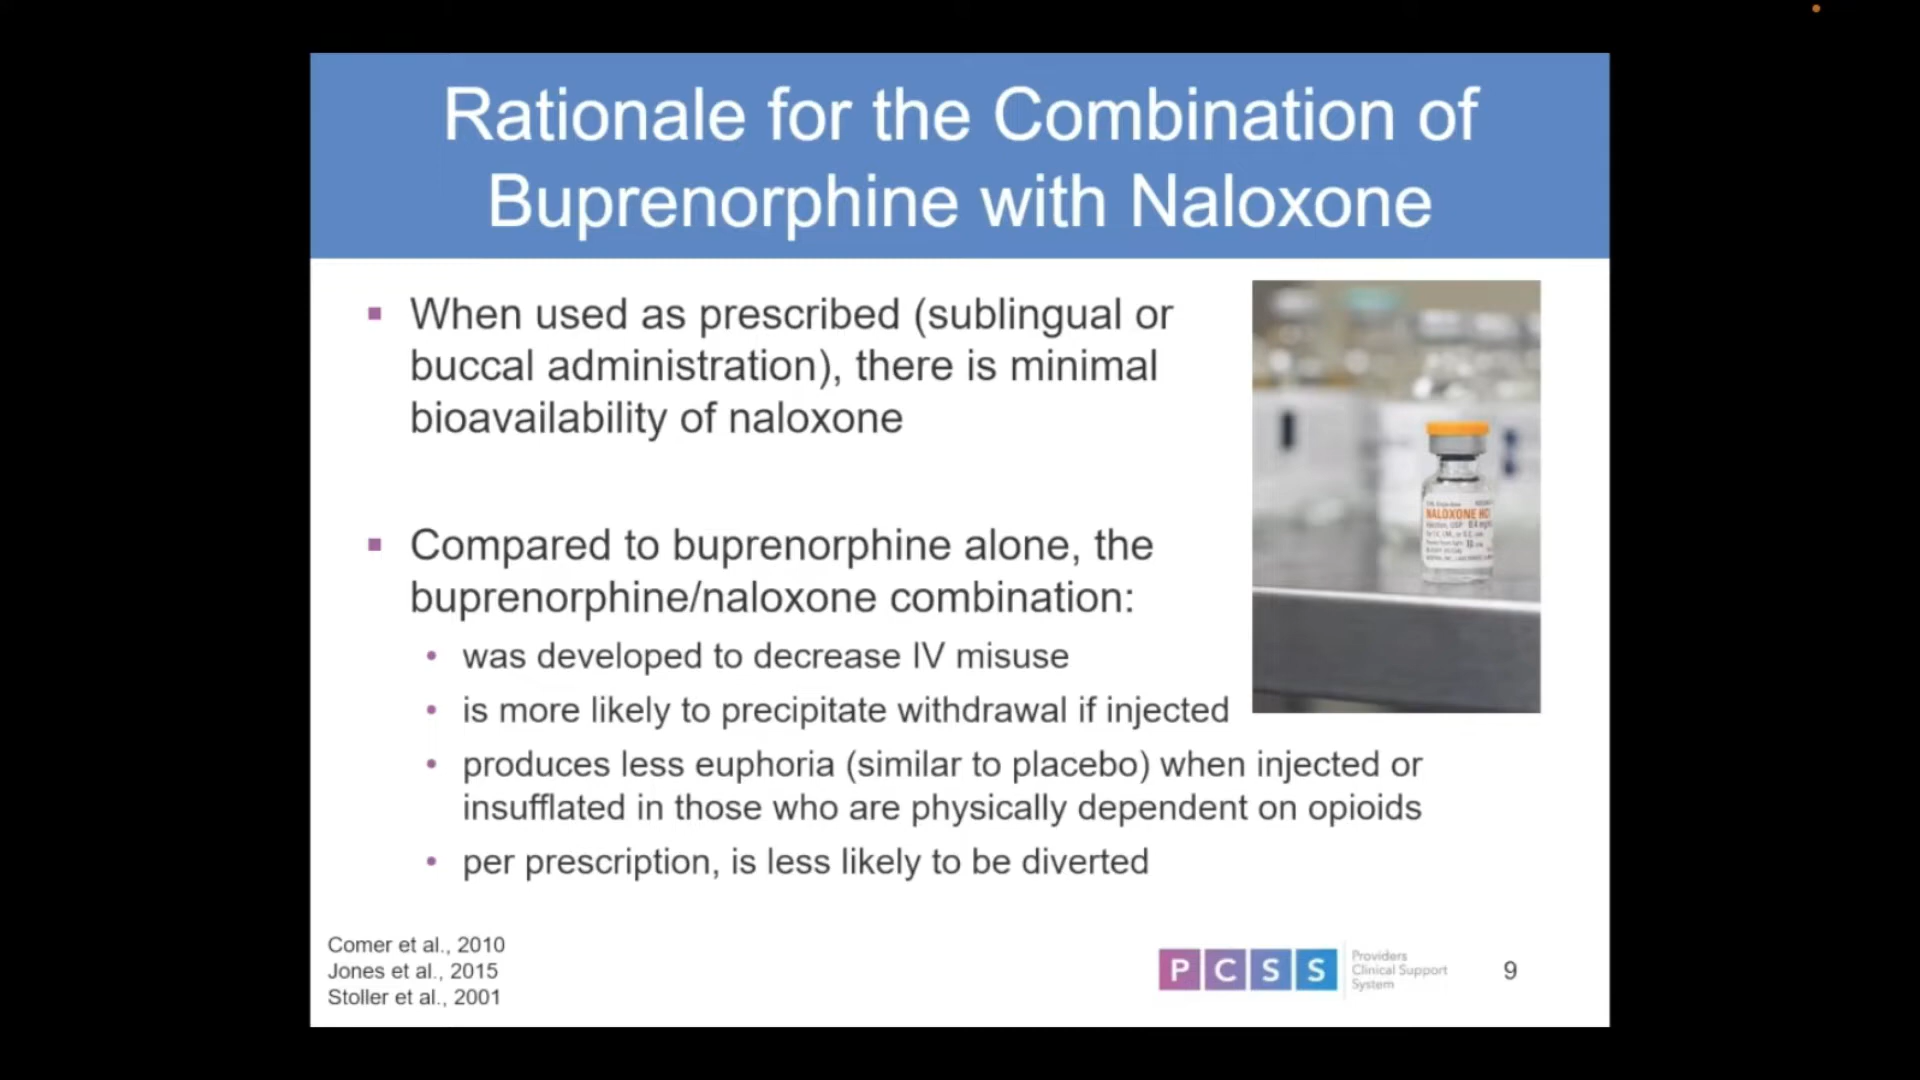 Rationale for the Combination of
Buprenorphine with Naloxone
When used as prescribed (sublingual or
buccal administration), there is minimal
bioavailability of naloxone
Compared to buprenorphine alone, the
buprenorphine/naloxone combination:
was developed to decrease IV misuse
is more likely to precipitate withdrawal if injected
produces less euphoria (similar to placebo) when injected or
insufflated in those who are physically dependent on opioids
per prescription, is less likely to be diverted
NALOXONE HCl
Comer et al., 2010
Jones et al., 2015
Stoller et al., 2001
PCSS
Providers
Clinical Support
System
9